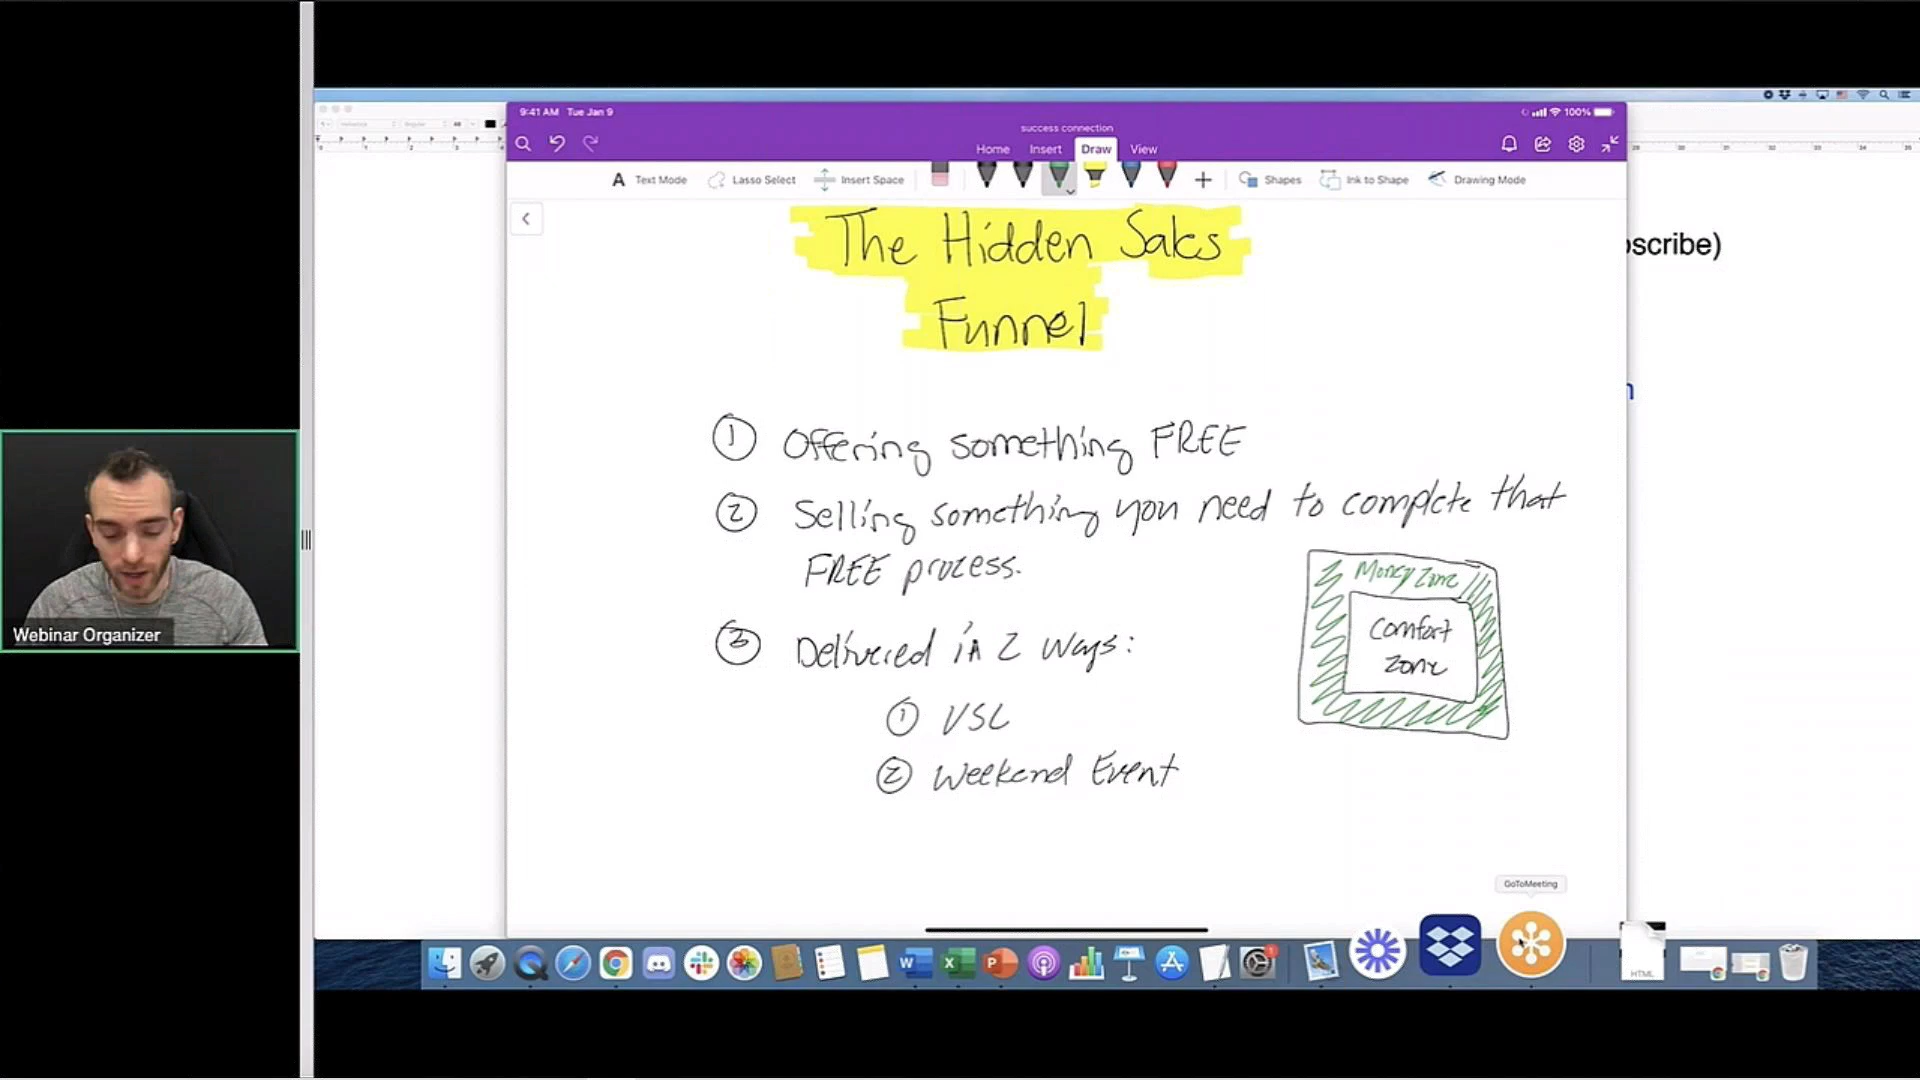 9:41 AM Tue Jan 9
100%
success connection
Home Insert Draw View
Text Mode Lasso Select Insert Space Shapes Ink to Shape Drawing Mode
The Hidden Sales
Funnel
① Offering something FREE
② Selling something you need to complete that
FREE process.
③ Delivered in 2 Ways:
① VSL
② Weekend Event
Money Zone
Comfort
Zone
scribe)
Webinar Organizer
GoToMeeting
HTML